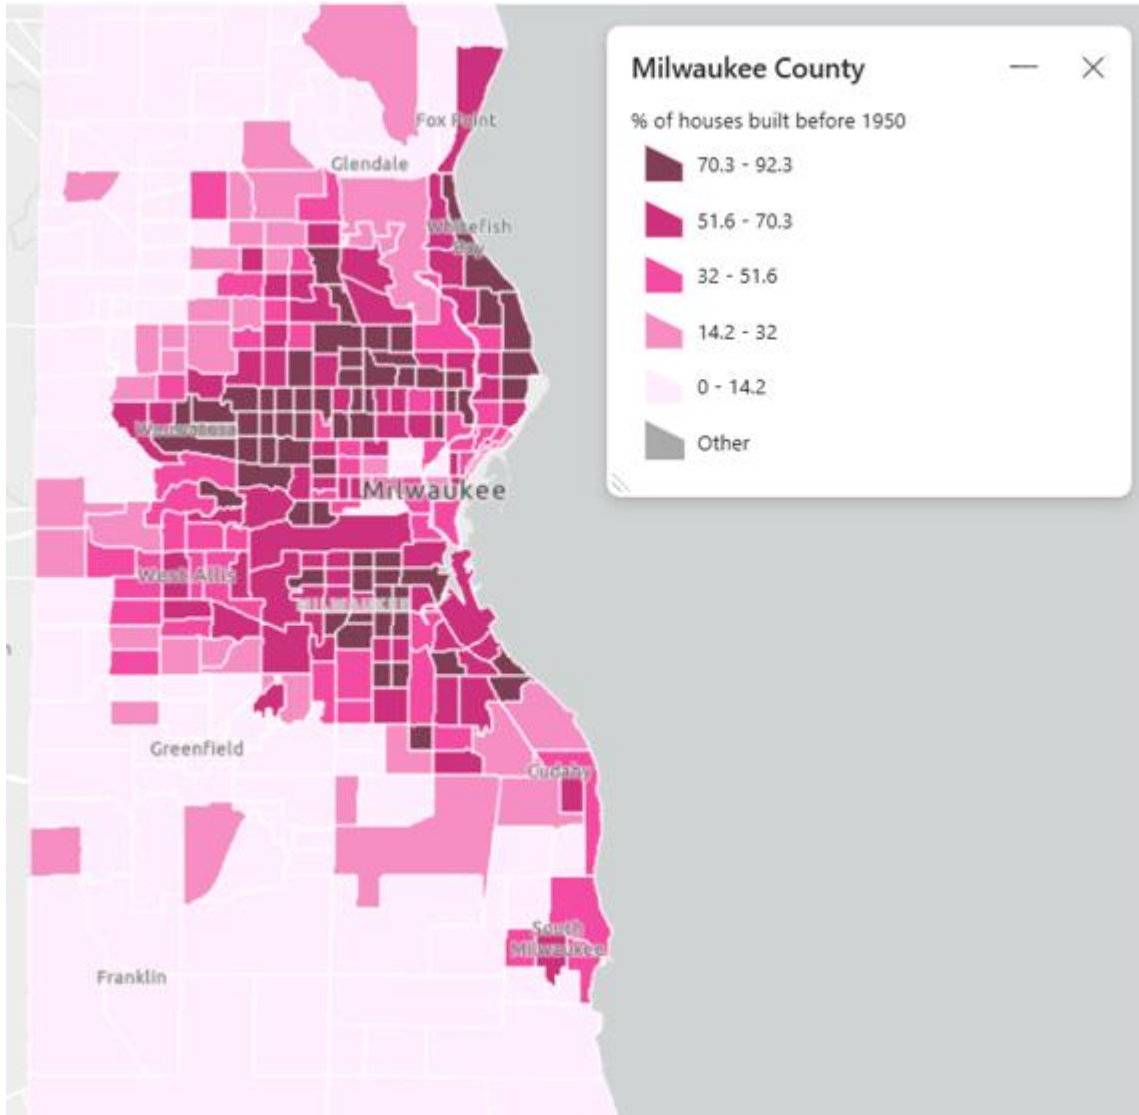 Milwaukee County
% of houses built before 1950
70.3 - 92.3
51.6 - 70.3
32 - 51.6
14.2 - 32
0 - 14.2
Other
Fox Point
Glendale
Whitefish
Bay
Wauwatosa
Milwaukee
West Allis
MILWAUKEE
Greenfield
Cudahy
South
Milwaukee
Franklin